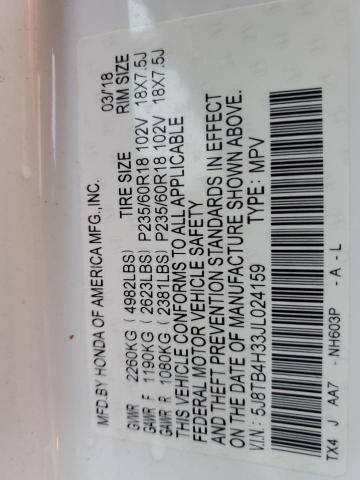 MFD.BY HONDA OF AMERICA MFG.,INC. 03/18
TIRE SIZE RIM SIZE
GVWR 2260KG (4982LBS)
GAWR F 1190KG (2623LBS) P235/60R18 102V 18X7.5J
GAWR R 1080KG (2381LBS) P235/60R18 102V 18X7.5J
THIS VEHICLE CONFORMS TO ALL APPLICABLE
FEDERAL MOTOR VEHICLE SAFETY
AND THEFT PREVENTION STANDARDS IN EFFECT
ON THE DATE OF MANUFACTURE SHOWN ABOVE.
V.I.N.: 5J8TB4H33JL024159 TYPE: MPV
TX4 J AA7 -NH603P -A -L